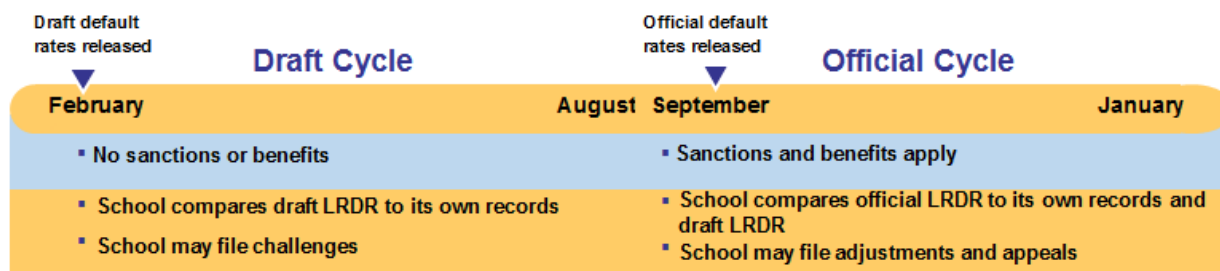 Draft default
rates released
Draft Cycle
Official default
rates released
Official Cycle
February
August
September
January
▪ No sanctions or benefits
▪ School compares draft LRDR to its own records
▪ School may file challenges
▪ Sanctions and benefits apply
▪ School compares official LRDR to its own records and
draft LRDR
▪ School may file adjustments and appeals